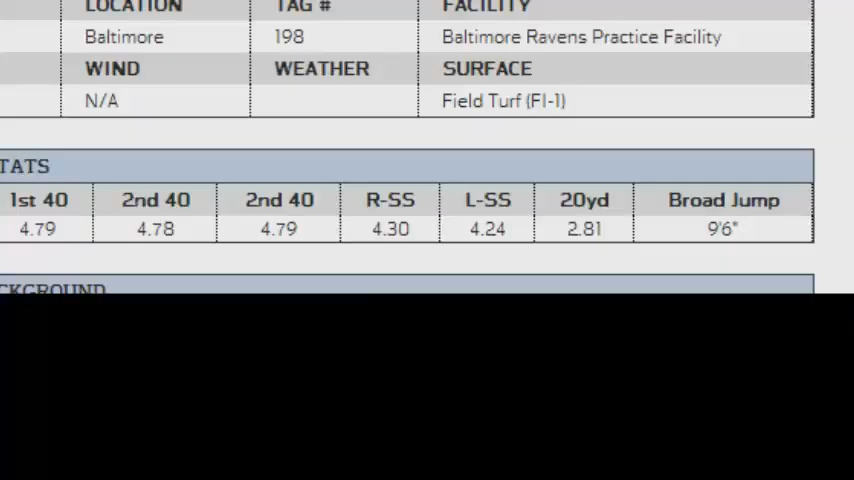 LOCATION TAG # FACILITY
Baltimore 198 Baltimore Ravens Practice Facility
WIND WEATHER SURFACE
N/A Field Turf (FI-1)
TATS
1st 40 2nd 40 2nd 40 R-SS L-SS 20yd Broad Jump
4.79 4.78 4.79 4.30 4.24 2.81 9'6"
CKGROUND